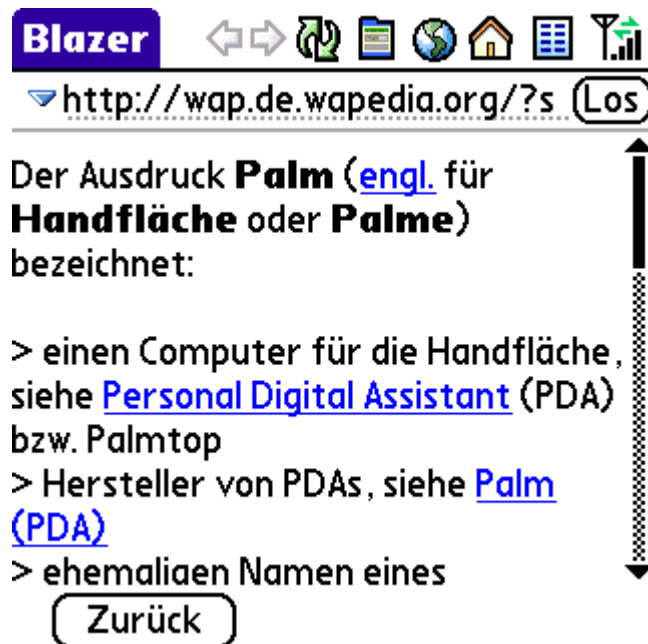 Blazer
http://wap.de.wapedia.org/?s Los
Der Ausdruck Palm (engl. für
Handfläche oder Palme)
bezeichnet:
> einen Computer für die Handfläche,
siehe Personal Digital Assistant (PDA)
bzw. Palmtop
> Hersteller von PDAs, siehe Palm
(PDA)
> ehemaligen Namen eines
Zurück